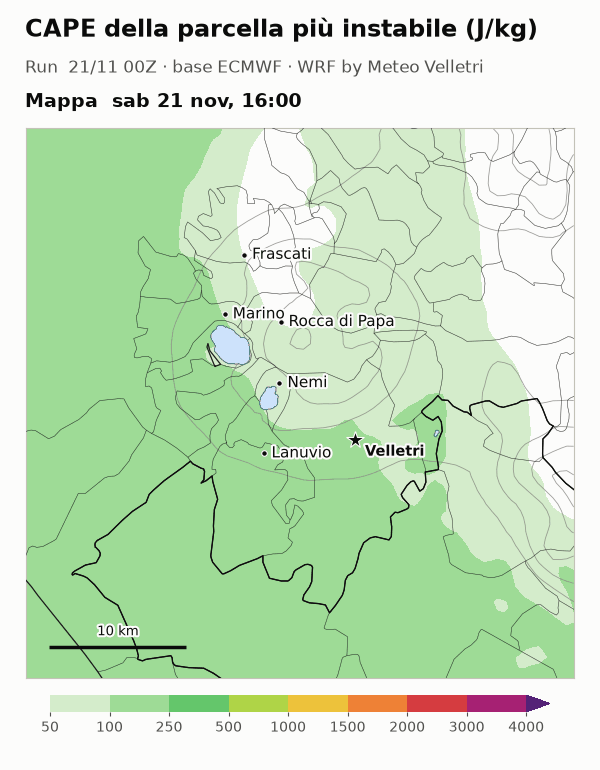 CAPE della parcella più instabile (J/kg)
Run  21/11 00Z · base ECMWF · WRF by Meteo Velletri
Mappa  sab 21 nov, 16:00
Frascati
Marino
Rocca di Papa
Nemi
Velletri
Lanuvio
10 km
50 100 250 500 1000 1500 2000 3000 4000